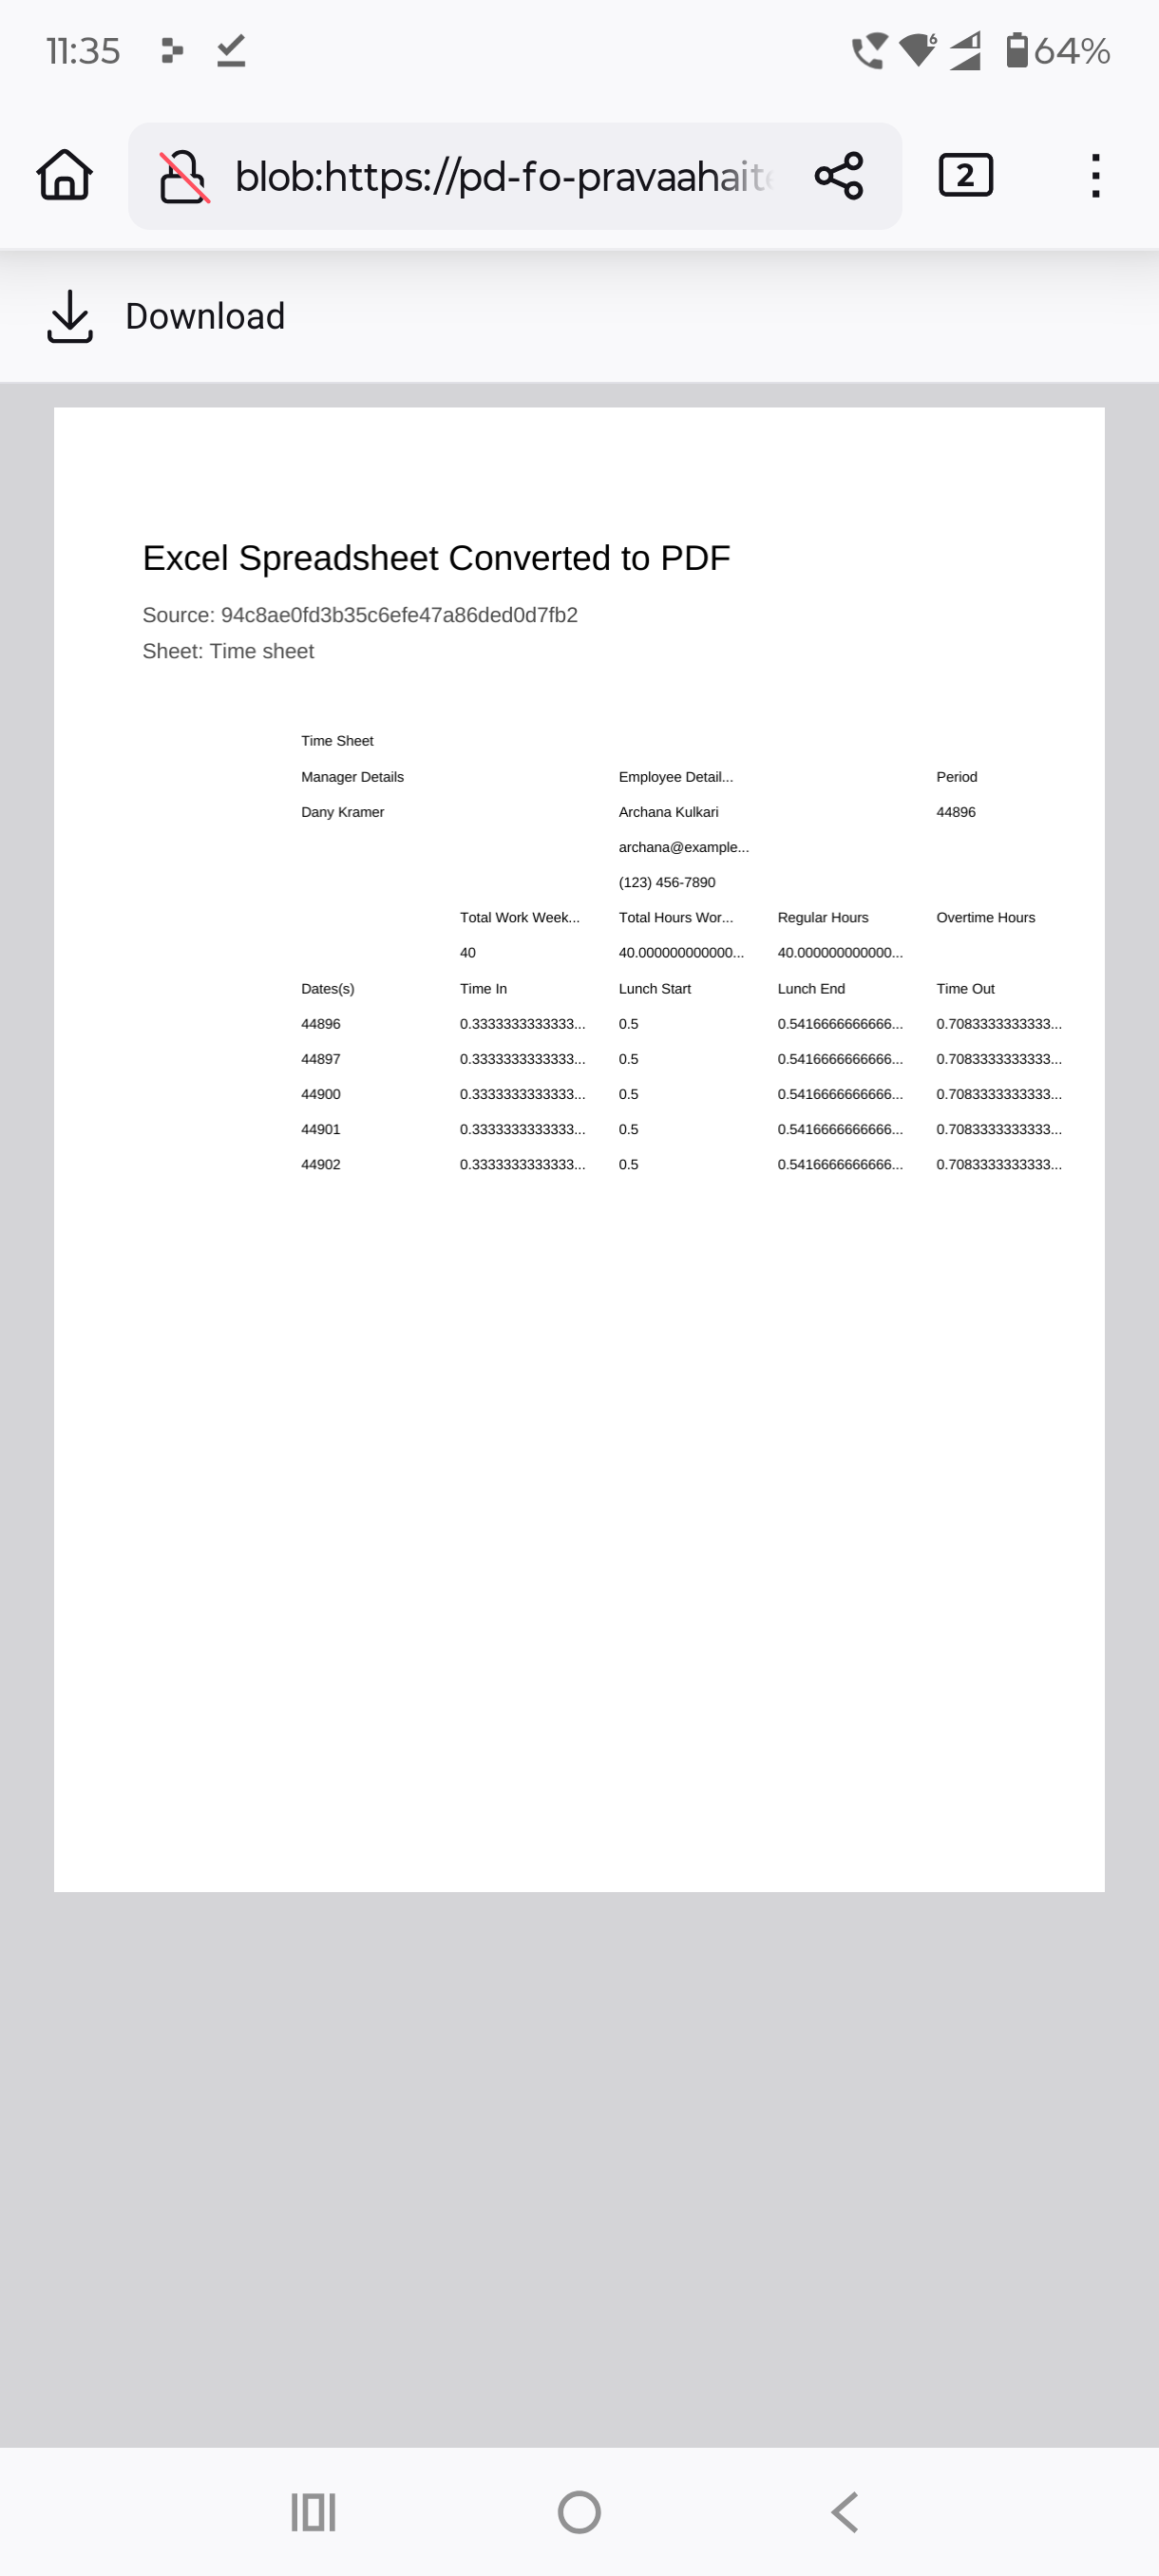 11:35 64%
blob:https://pd-fo-pravaahait 2
Download
Excel Spreadsheet Converted to PDF
Source: 94c8ae0fd3b35c6efe47a86ded0d7fb2
Sheet: Time sheet
Time Sheet
Manager Details Employee Detail... Period
Dany Kramer Archana Kulkari 44896
archana@example...
(123) 456-7890
Total Work Week... Total Hours Wor... Regular Hours Overtime Hours
40 40.000000000000... 40.000000000000...
Dates(s) Time In Lunch Start Lunch End Time Out
44896 0.3333333333333... 0.5 0.5416666666666... 0.7083333333333...
44897 0.3333333333333... 0.5 0.5416666666666... 0.7083333333333...
44900 0.3333333333333... 0.5 0.5416666666666... 0.7083333333333...
44901 0.3333333333333... 0.5 0.5416666666666... 0.7083333333333...
44902 0.3333333333333... 0.5 0.5416666666666... 0.7083333333333...